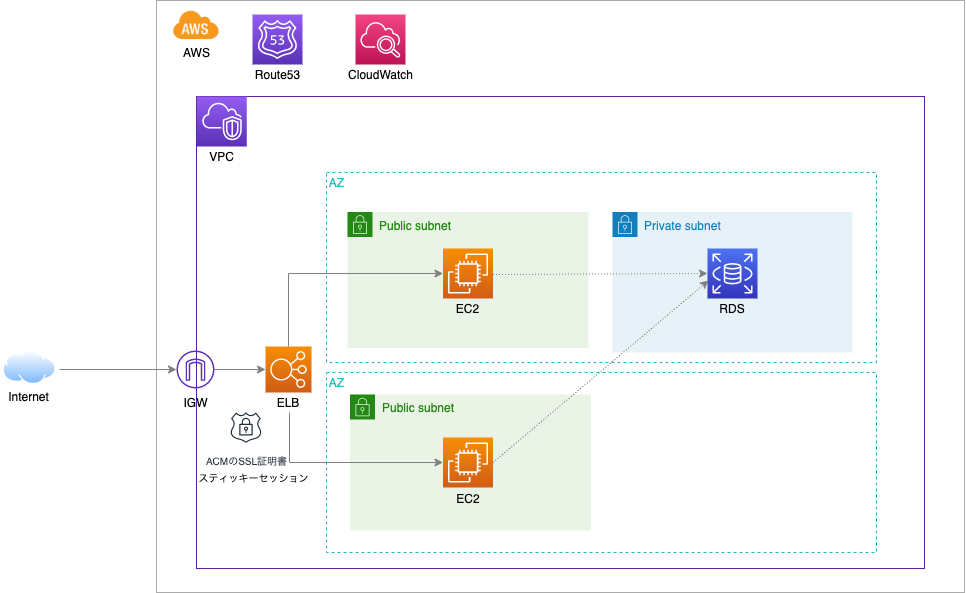 AWS
AWS
53
Route53
CloudWatch
VPC
AZ
Public subnet
EC2
Private subnet
RDS
Internet
IGW
ELB
ACMのSSL証明書
スティッキーセッション
AZ
Public subnet
EC2